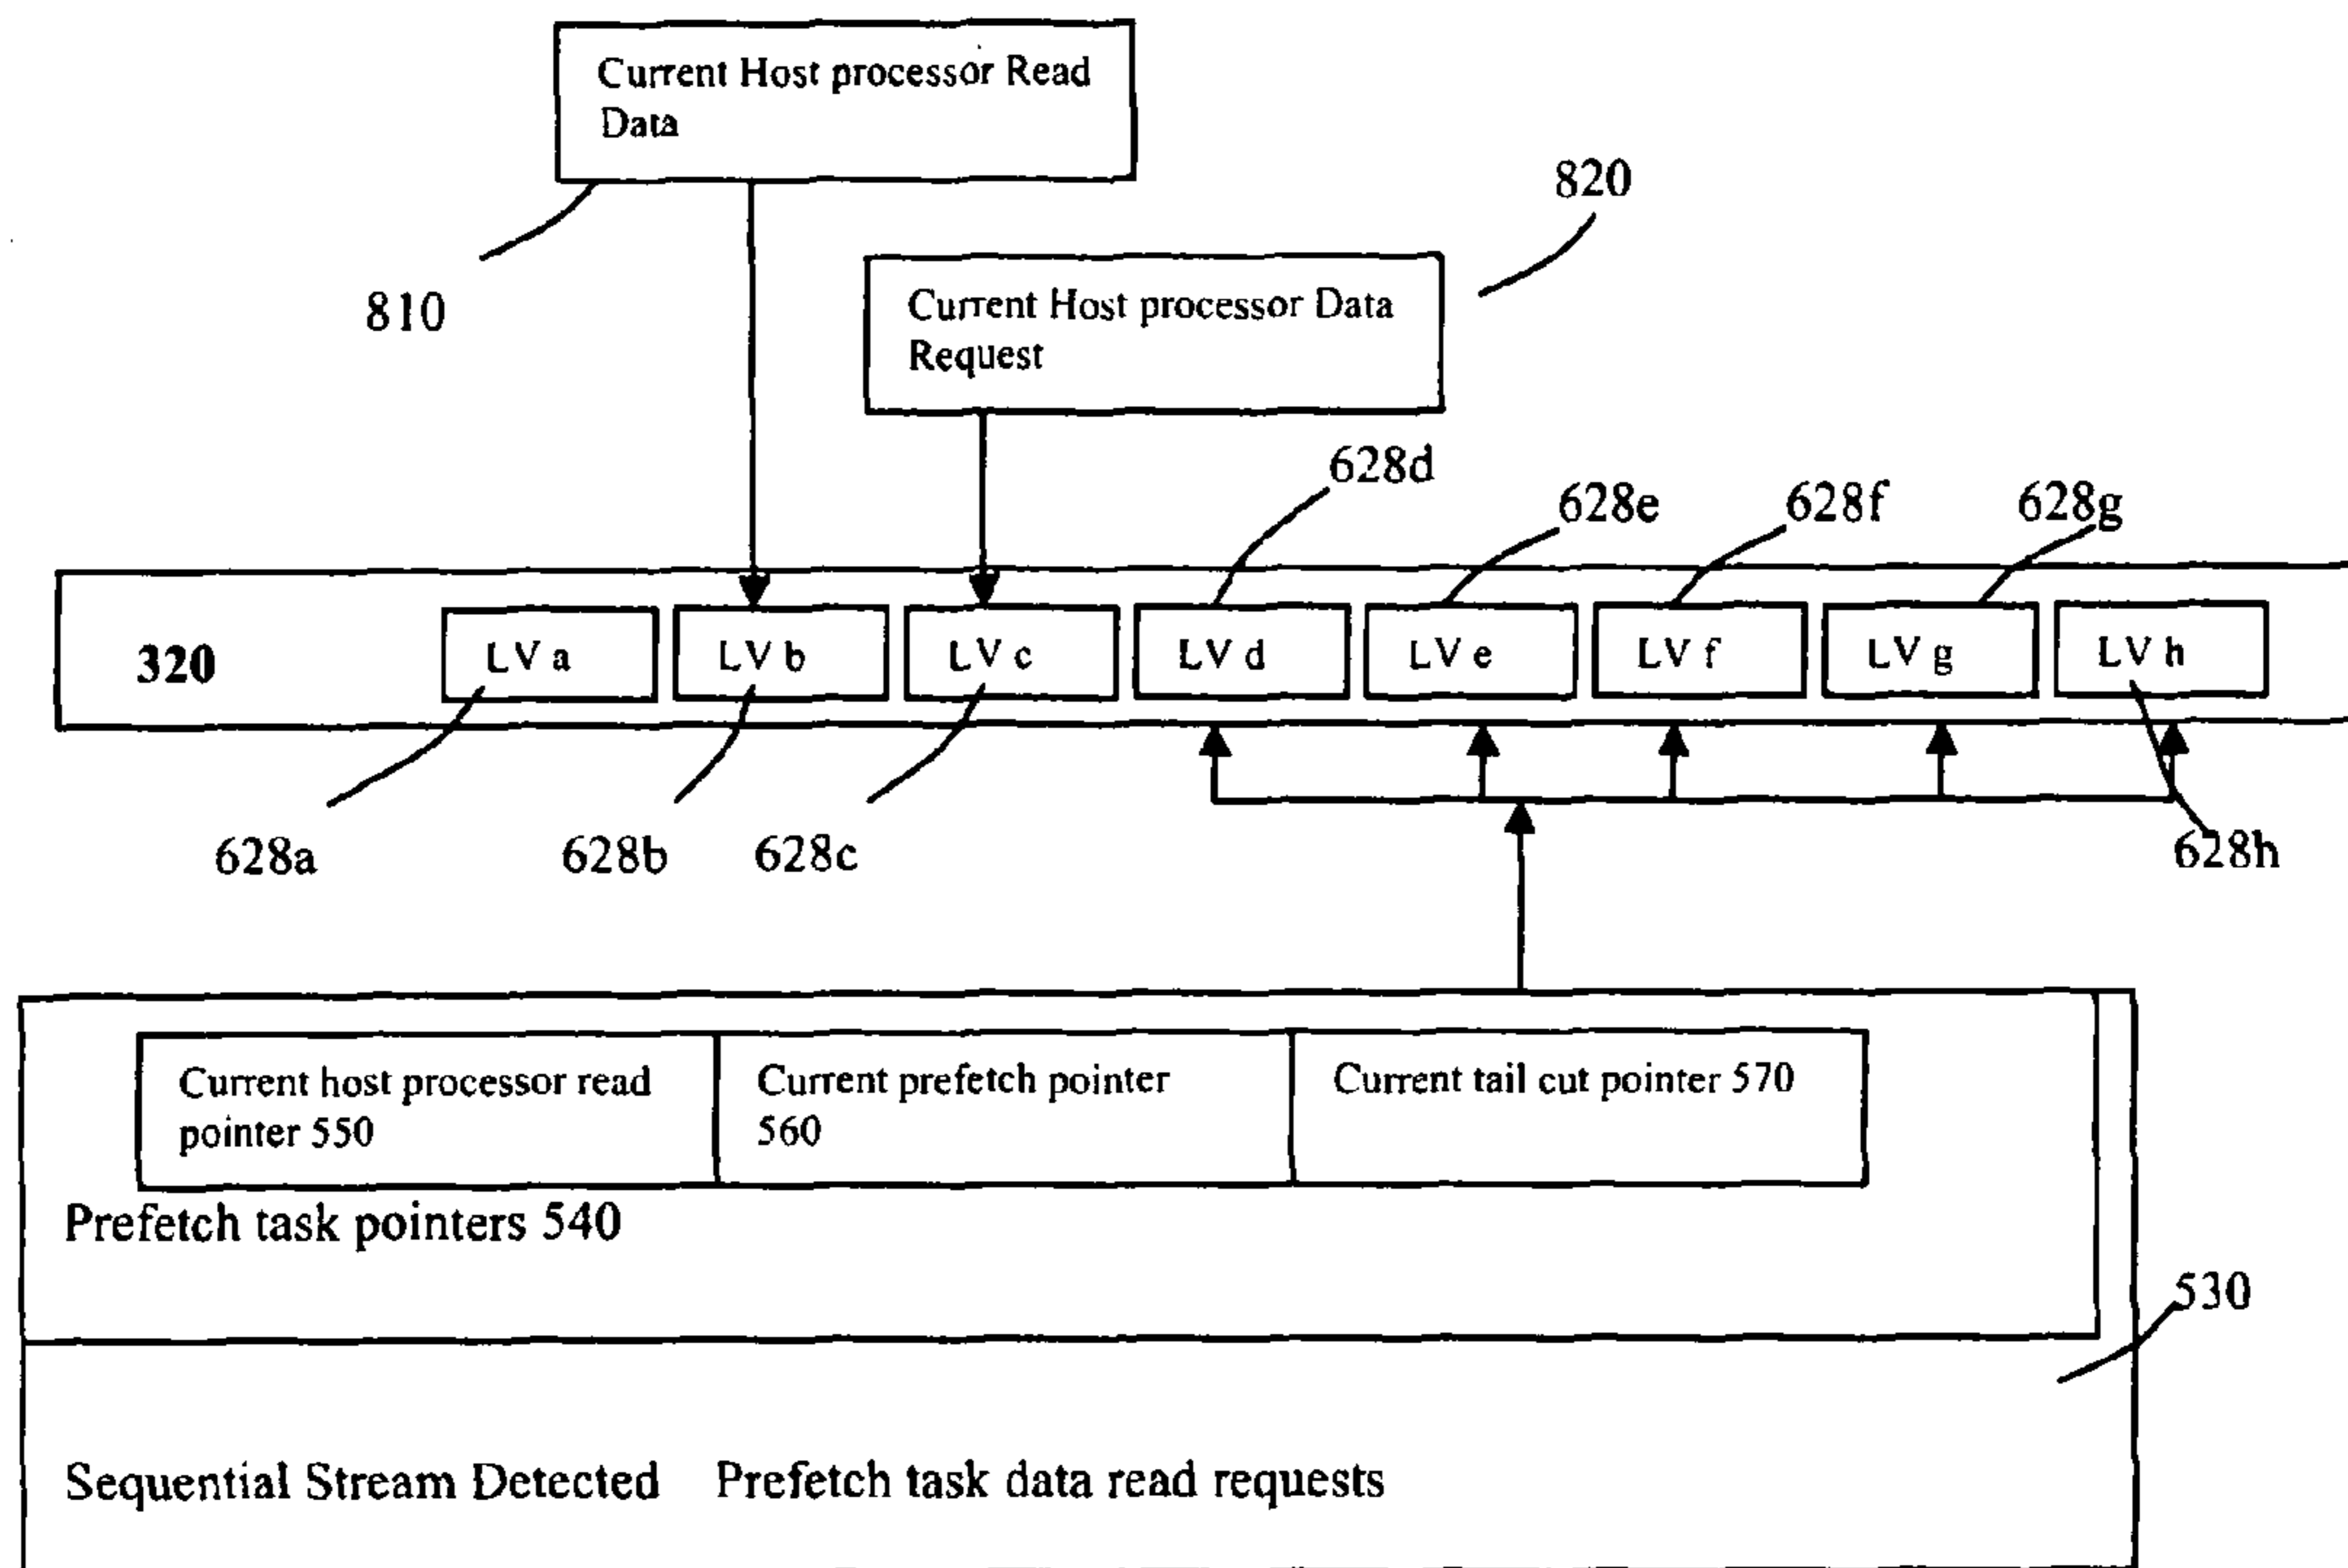 Current Host processor Read
Data
820
810
Current Host processor Data
Request
628d
628e
628f
628g
320
LV a
LV b
LV c
LV d
LV e
LV f
LV g
LV h
628a
628b
628c
628h
Current host processor read
pointer 550
Current prefetch pointer
560
Current tail cut pointer 570
Prefetch task pointers 540
530
Sequential Stream Detected Prefetch task data read requests